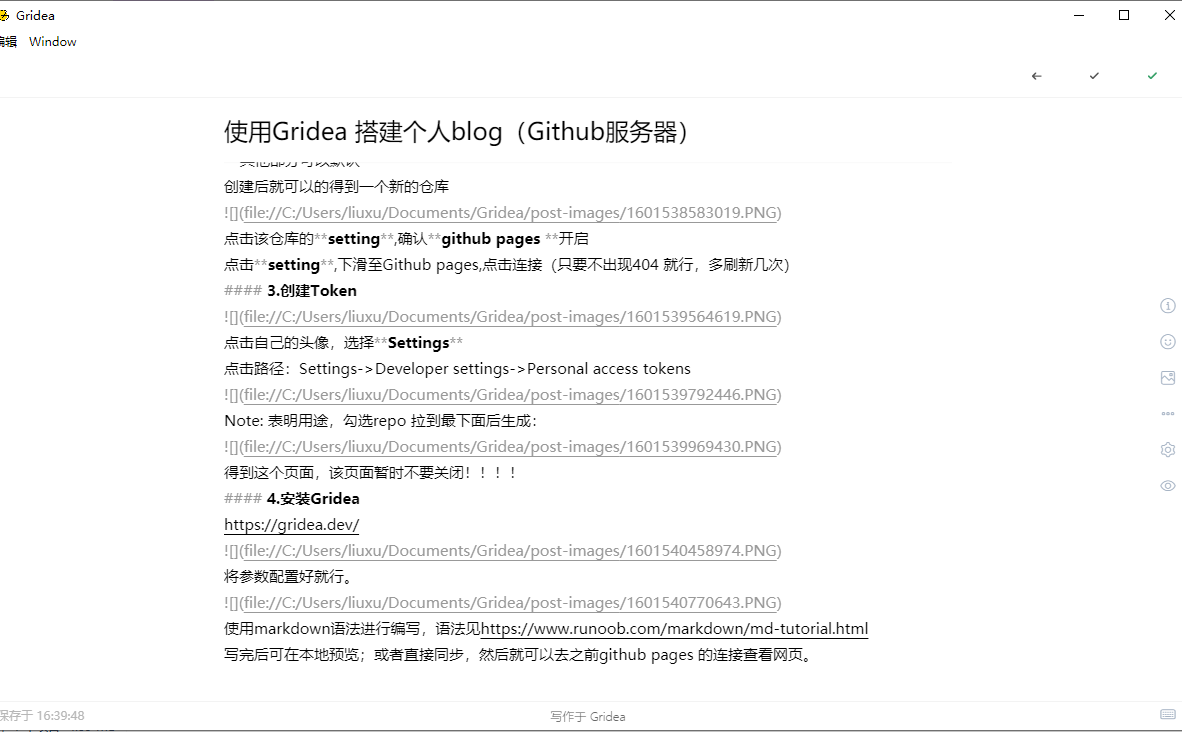 Gridea
编辑 Window
使用Gridea 搭建个人blog（Github服务器）
其他部分可以默认
创建后就可以的得到一个新的仓库
![](file://C:/Users/liuxu/Documents/Gridea/post-images/1601538583019.PNG)
点击该仓库的**setting**,确认**github pages **开启
点击**setting**,下滑至Github pages,点击连接（只要不出现404 就行，多刷新几次）
#### 3.创建Token
![](file://C:/Users/liuxu/Documents/Gridea/post-images/1601539564619.PNG)
点击自己的头像，选择**Settings**
点击路径：Settings->Developer settings->Personal access tokens
![](file://C:/Users/liuxu/Documents/Gridea/post-images/1601539792446.PNG)
Note: 表明用途，勾选repo 拉到最下面后生成：
![](file://C:/Users/liuxu/Documents/Gridea/post-images/1601539969430.PNG)
得到这个页面，该页面暂时不要关闭！！！！
#### 4.安装Gridea
https://gridea.dev/
![](file://C:/Users/liuxu/Documents/Gridea/post-images/1601540458974.PNG)
将参数配置好就行。
![](file://C:/Users/liuxu/Documents/Gridea/post-images/1601540770643.PNG)
使用markdown语法进行编写，语法见https://www.runoob.com/markdown/md-tutorial.html
写完后可在本地预览；或者直接同步，然后就可以去之前github pages 的连接查看网页。
保存于 16:39:48
写作于 Gridea